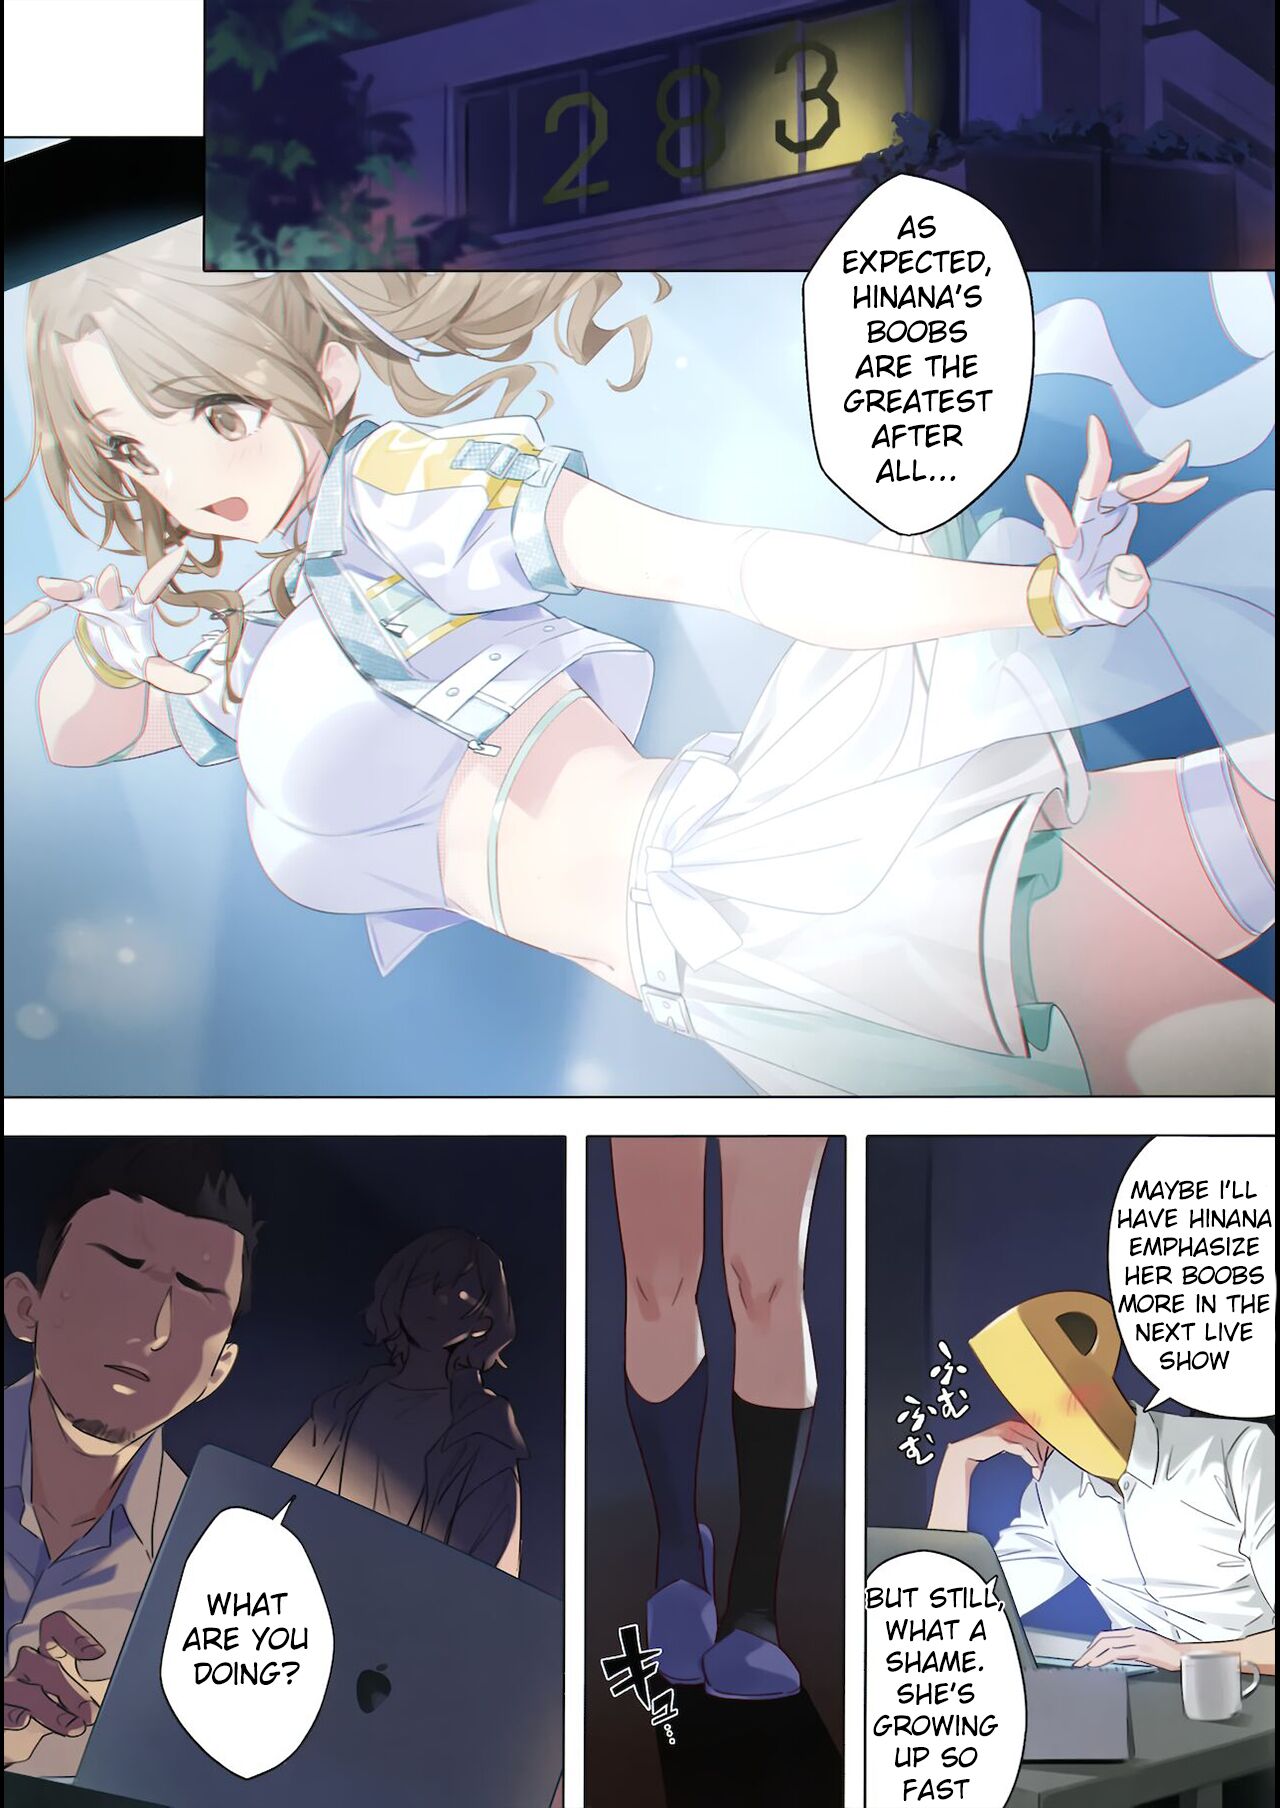 283
AS
EXPECTED,
HINANA'S
BOOBS
ARE THE
GREATEST
AFTER
ALL...
MAYBE I'LL
HAVE HINANA
EMPHASIZE
HER BOOBS
MORE IN THE
NEXT LIVE
SHOW
ふむ
ふむ
BUT STILL,
WHAT A
SHAME.
SHE'S
GROWING
UP SO
FAST
キュ…
WHAT
ARE YOU
DOING?